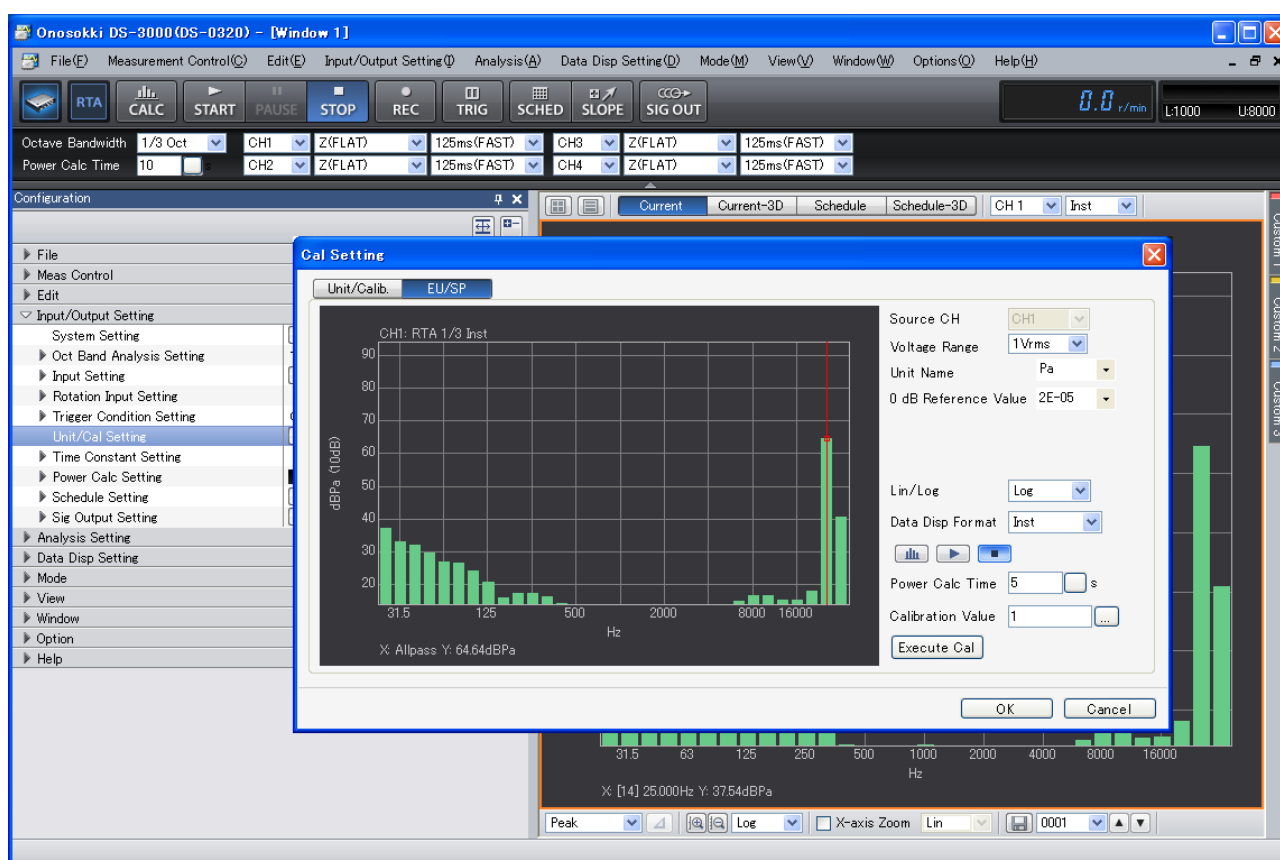 Onosokki DS-3000(DS-0320) - [Window 1]
File(F) Measurement Control(C) Edit(E) Input/Output Setting(I) Analysis(A) Data Disp Setting(D) Mode(M) View(V) Window(W) Options(O) Help(H)
RTA CALC START PAUSE STOP REC TRIG SCHED SLOPE SIG OUT 0.0 r/min L:1000 U:8000
Octave Bandwidth 1/3 Oct CH1 Z(FLAT) 125ms(FAST) CH3 Z(FLAT) 125ms(FAST)
Power Calc Time 10 s CH2 Z(FLAT) 125ms(FAST) CH4 Z(FLAT) 125ms(FAST)
Configuration
Current Current-3D Schedule Schedule-3D CH 1 Inst
Custom 1
Custom 2
Custom 3
File
Meas Control
Edit
Input/Output Setting
System Setting
Oct Band Analysis Setting
Input Setting
Rotation Input Setting
Trigger Condition Setting
Unit/Cal Setting
Time Constant Setting
Power Calc Setting
Schedule Setting
Sig Output Setting
Analysis Setting
Data Disp Setting
Mode
View
Window
Option
Help
Cal Setting
Unit/Calib. EU/SP
CH1: RTA 1/3 Inst
90
80
70
60
50
40
30
20
dBPa (10dB)
31.5 125 500 2000 8000 16000
Hz
X: Allpass Y: 64.64dBPa
Source CH CH1
Voltage Range 1Vrms
Unit Name Pa
0 dB Reference Value 2E-05
Lin/Log Log
Data Disp Format Inst
Power Calc Time 5 s
Calibration Value 1 ...
Execute Cal
OK Cancel
31.5 63 125 250 500 1000 2000 4000 8000 16000
Hz
X: [14] 25.000Hz Y: 37.54dBPa
Peak Log X-axis Zoom Lin 0001